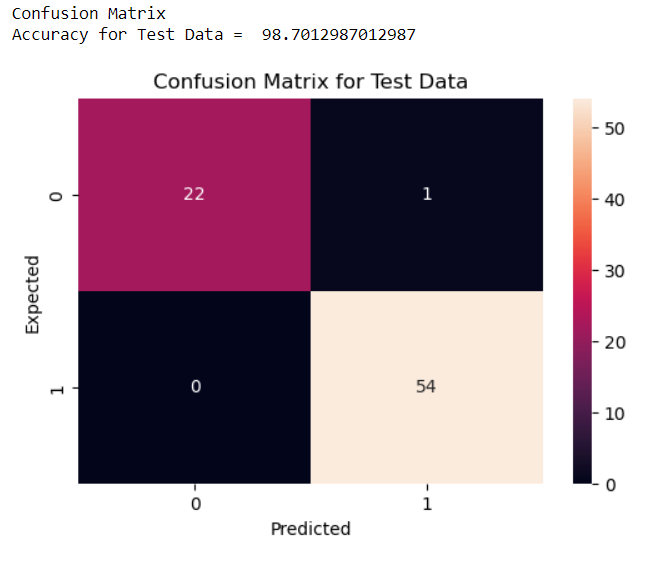 Confusion Matrix
Accuracy for Test Data =  98.7012987012987
Confusion Matrix for Test Data
50
0
22
1
40
30
Expected
20
1
0
54
10
0
0
1
Predicted